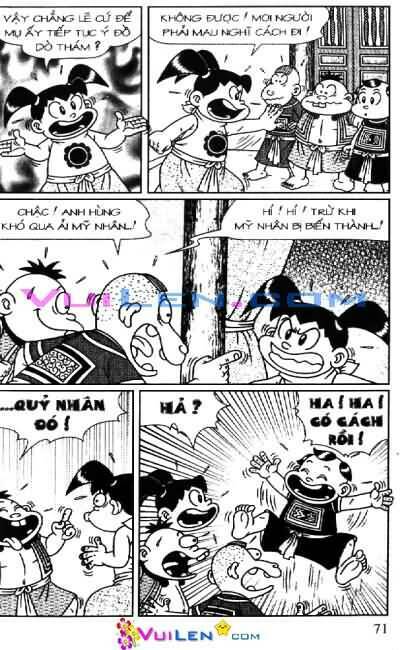 VẬY CHẲNG LẼ CỨ ĐỂ
MỤ ẤY TIẾP TỤC Ý ĐỒ
DÒ THÁM ?
KHÔNG ĐƯỢC ! MỌI NGƯỜI
PHẢI MAU NGHĨ CÁCH ĐI !
CHẬC ! ANH HÙNG
KHÓ QUA ẢI MỸ NHÂN..!
HÍ ! HÍ ! TRỪ KHI
MỸ NHÂN BỊ BIẾN THÀNH..!
VUILEN.COM
...QUỶ NHÂN
ĐÓ !
HẢ ?
HA ! HA !
CÓ CÁCH
RỒI !
71
VUILEN.COM